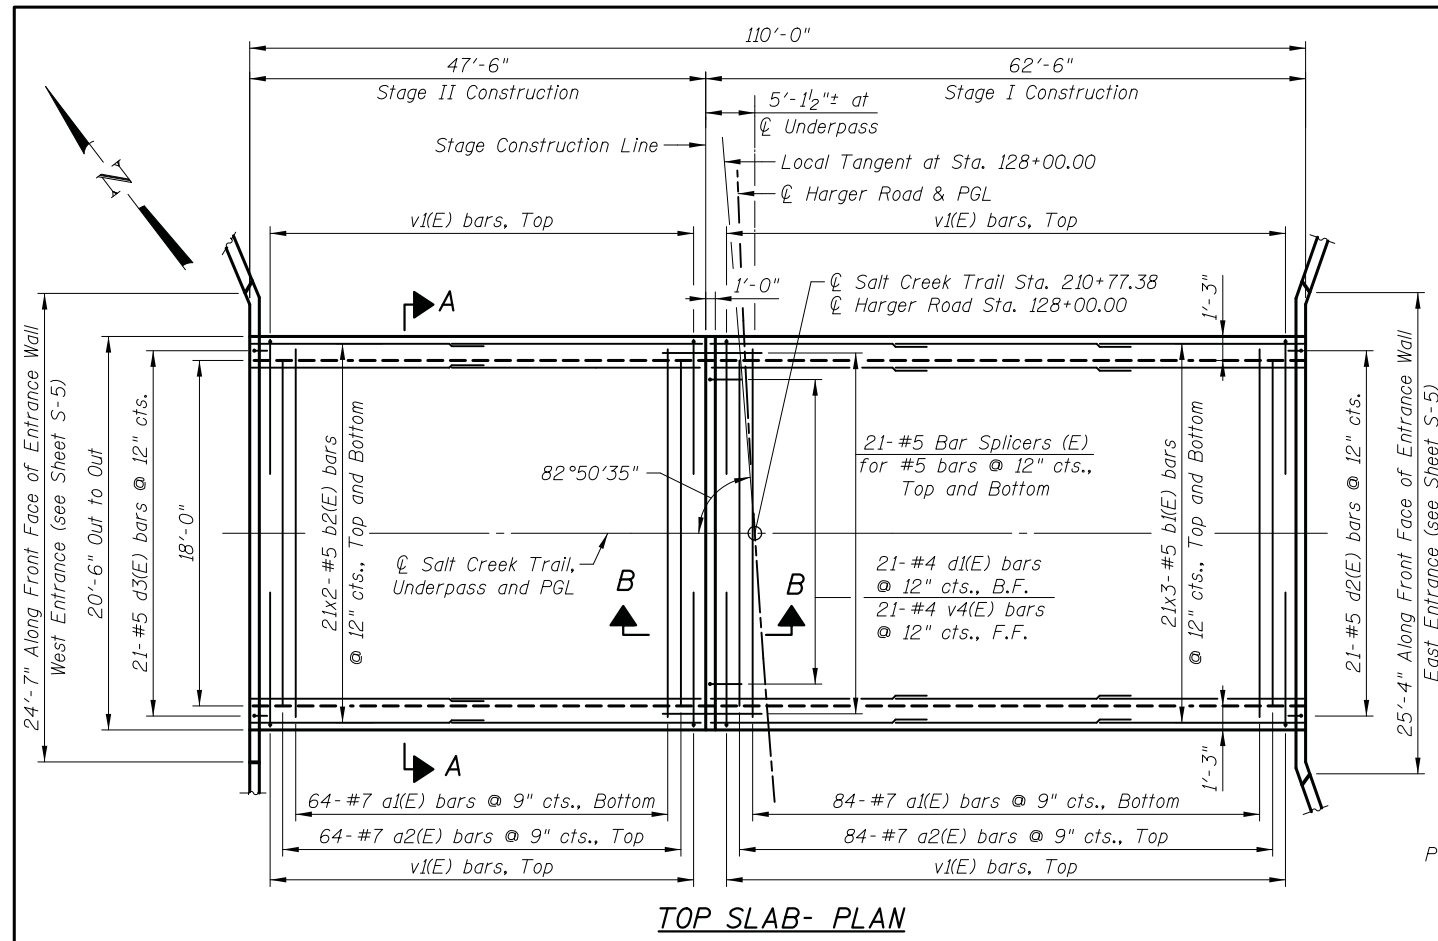 110'-0"
47'-6"
62'-6"
Stage II Construction
Stage I Construction
5'-1½"± at
℄ Underpass
Stage Construction Line
Local Tangent at Sta. 128+00.00
℄ Harger Road & PGL
N
v1(E) bars, Top
v1(E) bars, Top
℄ Salt Creek Trail Sta. 210+77.38
℄ Harger Road Sta. 128+00.00
1'-0"
1'-3"
A
24'-7" Along Front Face of Entrance Wall
West Entrance (see Sheet S-5)
20'-6" Out to Out
21-#5 d3(E) bars @ 12" cts.
18'-0"
21x2-#5 b2(E) bars
@ 12" cts., Top and Bottom
82°50'35"
21-#5 Bar Splicers (E)
for #5 bars @ 12" cts.,
Top and Bottom
℄ Salt Creek Trail,
Underpass and PGL
B
B
21-#4 d1(E) bars
@ 12" cts., B.F.
21-#4 v4(E) bars
@ 12" cts., F.F.
21x3-#5 b1(E) bars
@ 12" cts., Top and Bottom
21-#5 d2(E) bars @ 12" cts.
25'-4" Along Front Face of Entrance Wall
East Entrance (see Sheet S-5)
A
1'-3"
64-#7 a1(E) bars @ 9" cts., Bottom
84-#7 a1(E) bars @ 9" cts., Bottom
64-#7 a2(E) bars @ 9" cts., Top
84-#7 a2(E) bars @ 9" cts., Top
v1(E) bars, Top
v1(E) bars, Top
P
TOP SLAB- PLAN